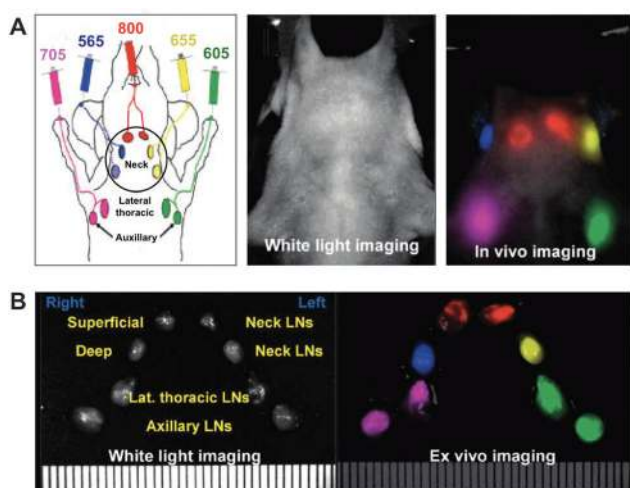 A
705
565
800
655
605
Neck
Lateral
thoracic
Auxillary
White light imaging
In vivo imaging
B
Right
Left
Superficial
Neck LNs
Deep
Neck LNs
Lat. thoracic LNs
Axillary LNs
White light imaging
Ex vivo imaging